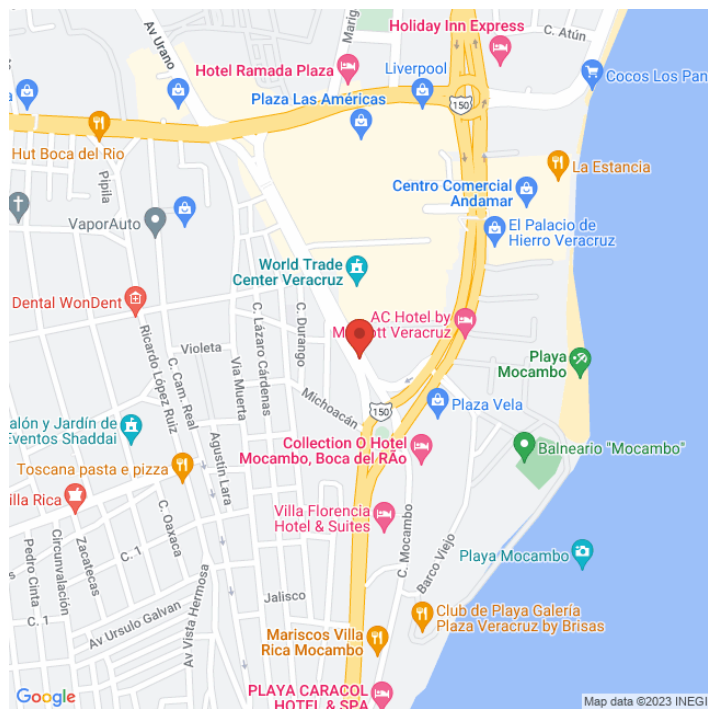 Av Urano
Marig
C. Atún
Holiday Inn Express
Hotel Ramada Plaza
Liverpool
Cocos Los Pan
Plaza Las Américas
150
Hut Boca del Rio
La Estancia
Pipila
Centro Comercial
Andamar
VaporAuto
El Palacio de
Hierro Veracruz
World Trade
Center Veracruz
Dental WonDent
C. Durango
C. Lázaro Cárdenas
AC Hotel by
M ott Veracruz
Violeta
Vía Muerta
Ricardo López Ruiz
C. Cam. Real
Playa
Mocambo
Michoacán
150
Plaza Vela
alón y Jardín de
Eventos Shaddai
Agustín Lara
Collection O Hotel
Mocambo, Boca del RÃo
Balneario "Mocambo"
Toscana pasta e pizza
illa Rica
Villa Florencia
Hotel & Suites
C. Oaxaca
C. Mocambo
Zacatecas
Circunvalación
Pedro Cinta
C. 1
Barco Viejo
Playa Mocambo
Av Vista Hermosa
Jalisco
C. 1
Av Ursulo Galvan
Club de Playa Galería
Plaza Veracruz by Brisas
Mariscos Villa
Rica Mocambo
PLAYA CARACOL
HOTEL & SPA
Google
Map data ©2023 INEGI